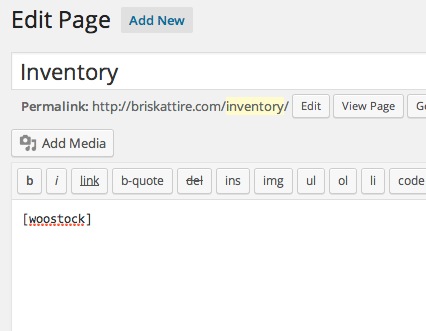 Edit Page Add New
Inventory
Permalink: http://briskattire.com/inventory/ Edit View Page
Add Media
b i link b-quote del ins img ul ol li code
[woostock]